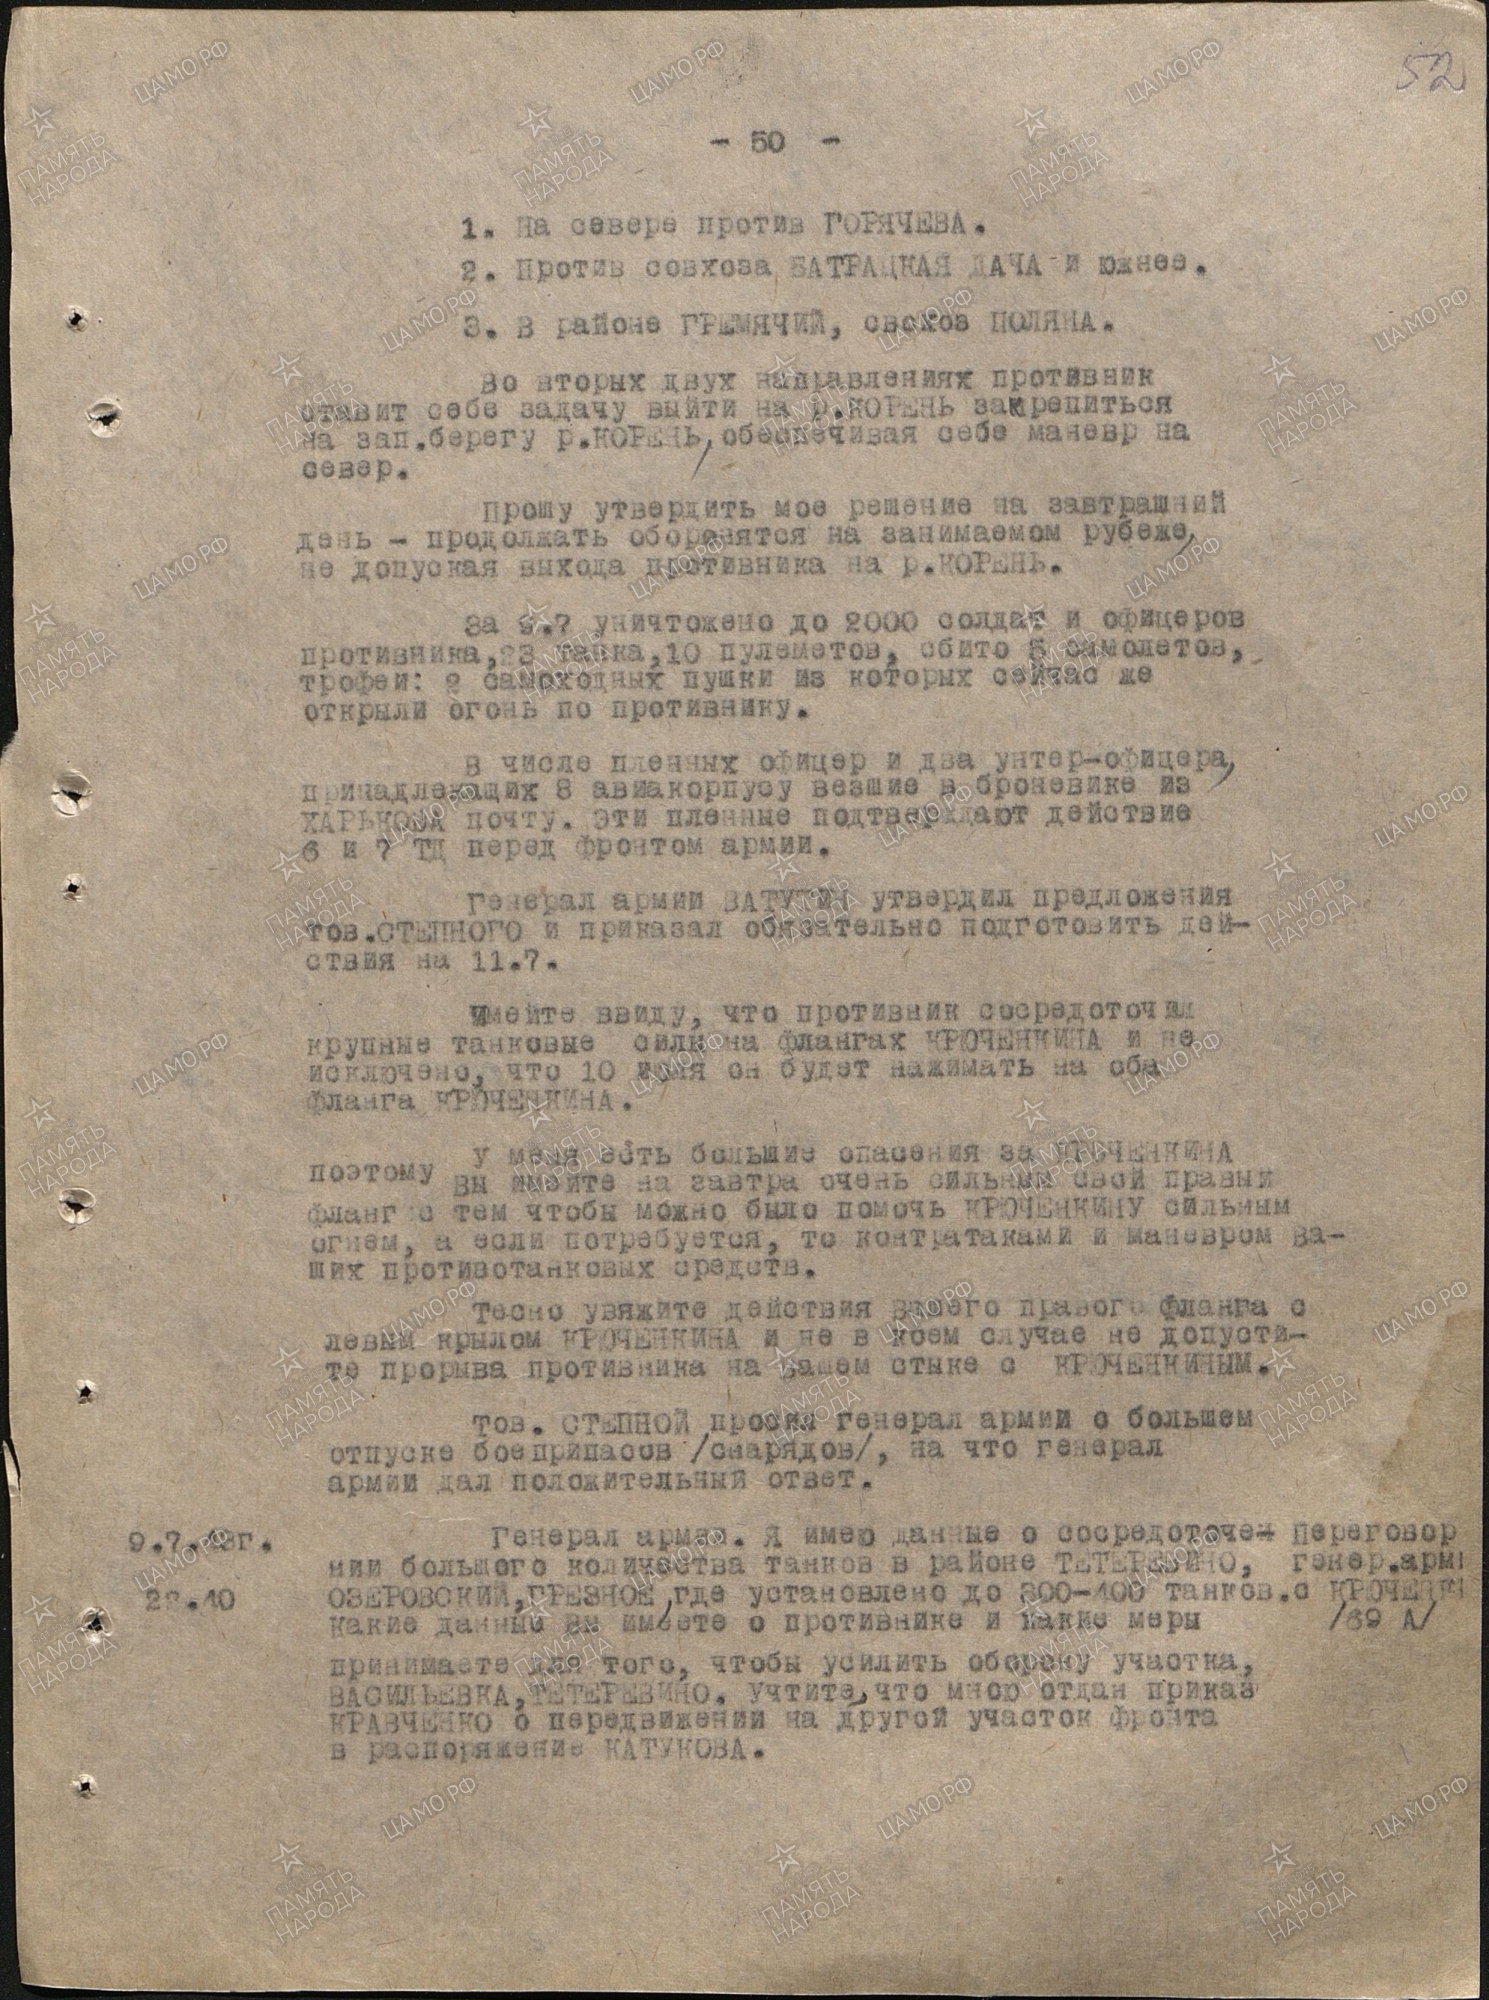 52
- 50 -
1. На севере против ГОРЯЧЕВА.
2. Против совхоза БАТРАЦКАЯ ДАЧА и южнее.
3. В районе ГРЕМЯЧИЙ, свохоз ПОЛЯНА.
Во вторых двух направлениях противник
ставит себе задачу выйти на р.КОРЕНЬ закрепиться
на зап.берегу р.КОРЕНЬ, обеспечивая себе маневр на
север.
Прошу утвердить мое решение на завтрашний
день - продолжать оборонятся на занимаемом рубеже,
не допуская выхода противника на р.КОРЕНЬ.
За 9.7 уничтожено до 2000 солдат и офицеров
противника, 23 танка, 10 пулеметов, сбито 5 самолетов,
трофеи: 2 самоходных пушки из которых сейчас же
открыли огонь по противнику.
В числе пленных офицер и два унтер-офицера,
принадлежащих 8 авиакорпусу везшие в броневике из
ХАРЬКОВА почту. Эти пленные подтверждают действие
6 и 7 ТД перед фронтом армии.
Генерал армии ВАТУТИН утвердил предложения
тов.СТЕПНОГО и приказал обязательно подготовить дей-
ствия на 11.7.
Имейте ввиду, что противник сосредоточил
крупные танковые силы на флангах КРЮЧЕНКИНА и не
исключено, что 10 июля он будет нажимать на оба
фланга КРЮЧЕНКИНА.
У меня есть большие опасения за КРЮЧЕНКИНА
поэтому Вы имейте на завтра очень сильным свой правый
фланг с тем чтобы можно было помочь КРЮЧЕНКИНУ сильным
огнем, а если потребуется, то контратаками и маневром Ва-
ших противотанковых средств.
Тесно увяжите действия Вашего правого фланга с
левым крылом КРЮЧЕНКИНА и не в коем случае не допусти-
те прорыва противника на Вашем стыке с КРЮЧЕНКИНЫМ.
Тов. СТЕПНОЙ просил генерал армии о большем
отпуске боеприпасов /снарядов/, на что генерал
армии дал положительный ответ.
9.7.43г. Генерал армии. Я имею данные о сосредоточе- Переговор
нии большого количества танков в районе ТЕТЕРЕВИНО, генер.арми
22.40 ОЗЕРОВСКИЙ, ГРЕЗНОЕ, где установлено до 300-400 танков. с КРЮЧЕНКИ
Какие данные Вы имеете о противнике и какие меры /69 А/
принимаете для того, чтобы усилить оборону участка,
ВАСИЛЬЕВКА, ТЕТЕРЕВИНО. Учтите, что мною отдан приказ
КРАВЧЕНКО о передвижении на другой участок фронта
в распоряжение КАТУКОВА.